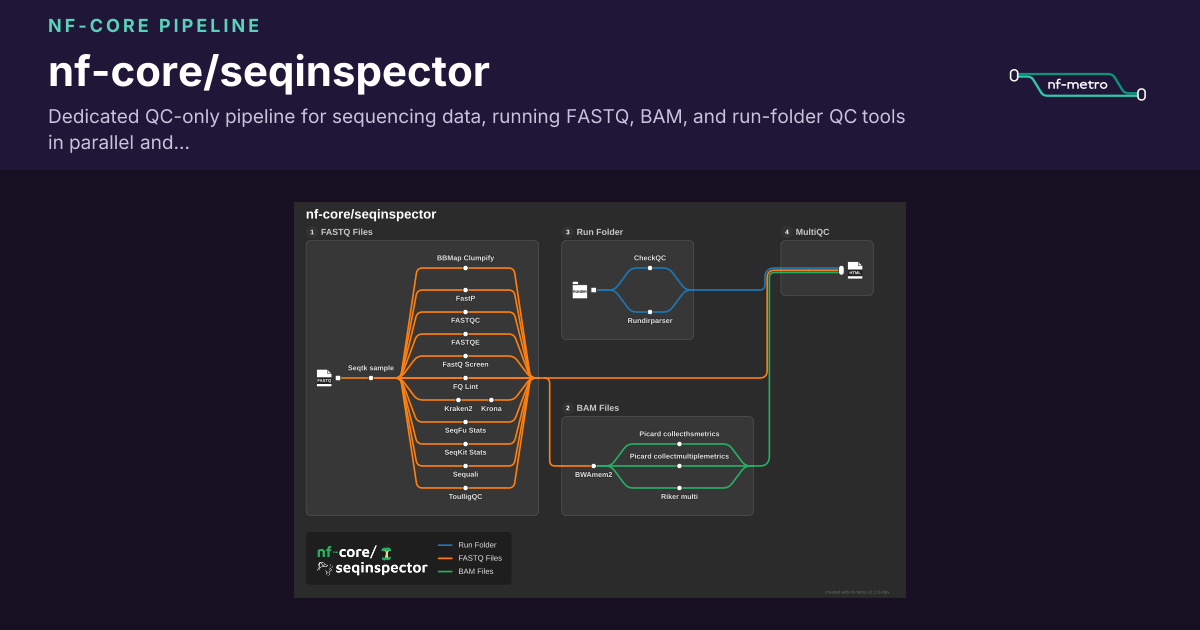 NF-CORE PIPELINE
nf-core/seqinspector
Dedicated QC-only pipeline for sequencing data, running FASTQ, BAM, and run-folder QC tools
in parallel and...
nf-metro
nf-core/seqinspector
1 FASTQ Files
3 Run Folder
4 MultiQC
BBMap Clumpify
FastP
FASTQC
FASTQE
FastQ Screen
Seqtk sample
FASTQ
FQ Lint
Kraken2 Krona
SeqFu Stats
SeqKit Stats
Sequali
ToulligQC
CheckQC
Rundirparser
HTML
2 BAM Files
Picard collecthsmetrics
Picard collectmultiplemetrics
BWAmem2
Riker multi
nf-core/
seqinspector
Run Folder
FASTQ Files
BAM Files